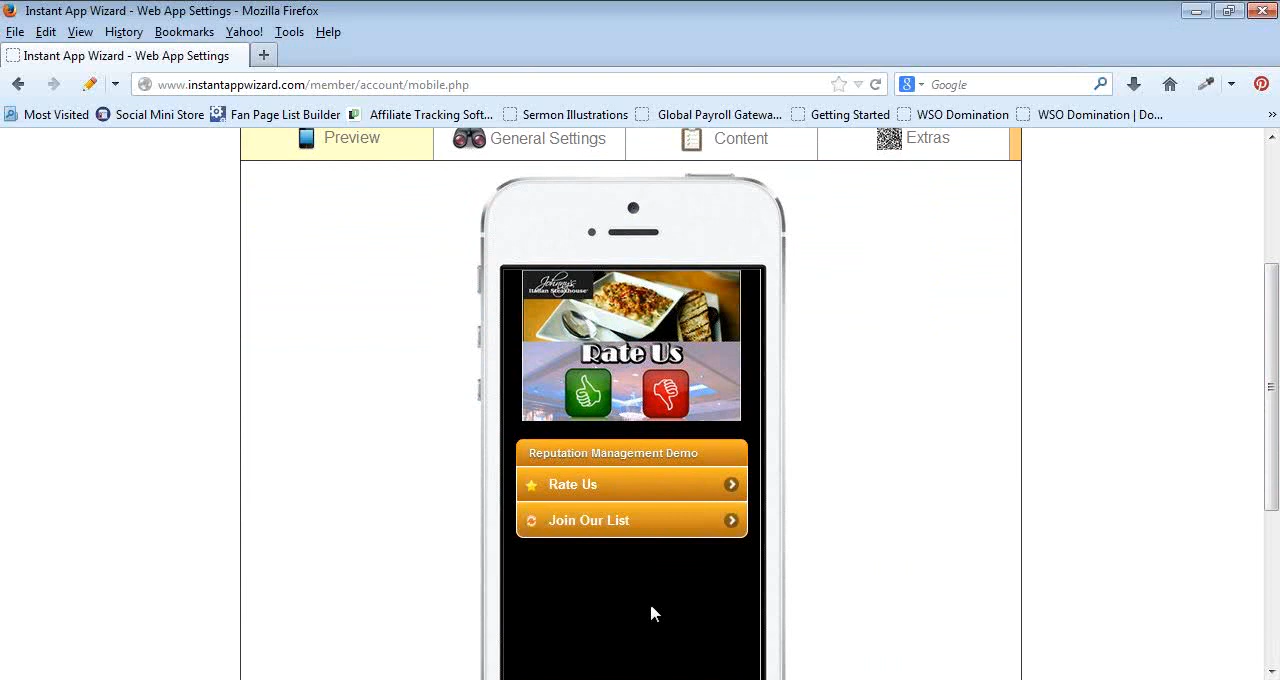 Instant App Wizard - Web App Settings - Mozilla Firefox
File Edit View History Bookmarks Yahoo! Tools Help
Instant App Wizard - Web App Settings
www.instantappwizard.com/member/account/mobile.php
Google
Most Visited Social Mini Store Fan Page List Builder Affiliate Tracking Soft... Sermon Illustrations Global Payroll Gatewa... Getting Started WSO Domination WSO Domination | Do...
Preview General Settings Content Extras
Johnny's
Italian Steakhouse
Rate Us
Reputation Management Demo
Rate Us
Join Our List